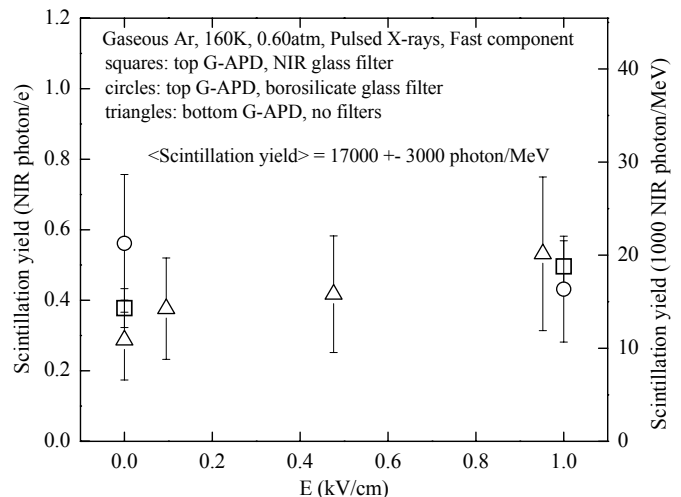 Gaseous Ar, 160K, 0.60atm, Pulsed X-rays, Fast component
squares: top G-APD, NIR glass filter
circles: top G-APD, borosilicate glass filter
triangles: bottom G-APD, no filters
<Scintillation yield> = 17000 +- 3000 photon/MeV
Scintillation yield (NIR photon/e)
1.2
1.0
0.8
0.6
0.4
0.2
0.0
Scintillation yield (1000 NIR photon/MeV)
40
30
20
10
0
0.0 0.2 0.4 0.6 0.8 1.0
E (kV/cm)